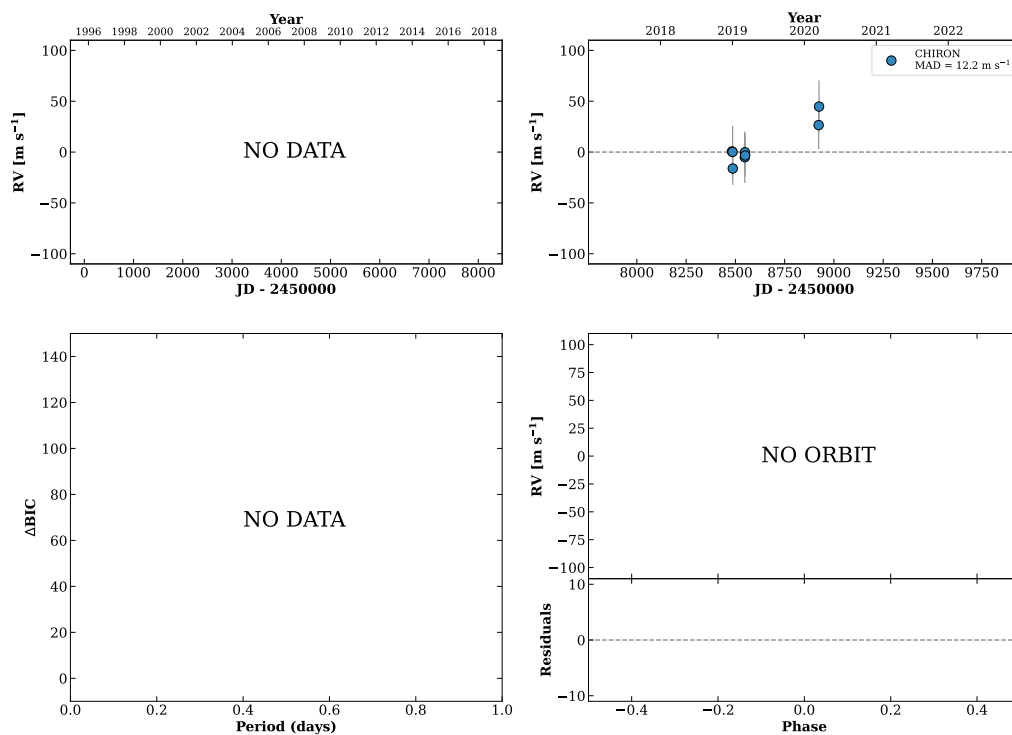 Year
1996 1998 2000 2002 2004 2006 2008 2010 2012 2014 2016 2018
100
50
0
−50
−100
RV [m s⁻¹]
NO DATA
0 1000 2000 3000 4000 5000 6000 7000 8000
JD - 2450000
Year
2018 2019 2020 2021 2022
CHIRON
MAD = 12.2 m s⁻¹
100
50
0
−50
−100
RV [m s⁻¹]
8000 8250 8500 8750 9000 9250 9500 9750
JD - 2450000
140
120
100
80
60
40
20
0
ΔBIC
NO DATA
0.0 0.2 0.4 0.6 0.8 1.0
Period (days)
100
75
50
25
0
−25
−50
−75
−100
RV [m s⁻¹]
NO ORBIT
10
0
−10
Residuals
−0.4 −0.2 0.0 0.2 0.4
Phase